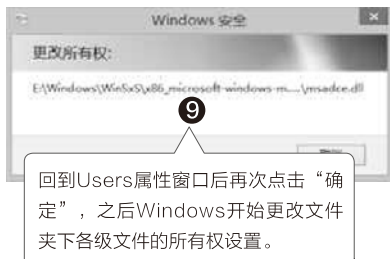 Windows 安全
更改所有权:
E:\Windows\WinSxS\x86_microsoft-windows-m....\msadce.dll
9
回到Users属性窗口后再次点击“确
定”,之后Windows开始更改文件
夹下各级文件的所有权设置。